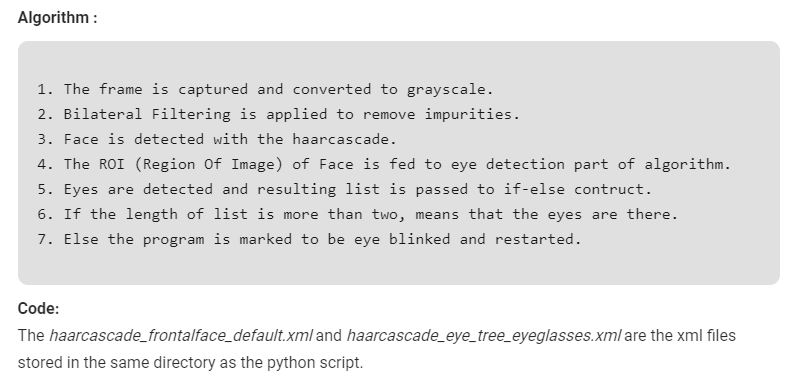 Algorithm :
1. The frame is captured and converted to grayscale.
2. Bilateral Filtering is applied to remove impurities.
3. Face is detected with the haarcascade.
4. The ROI (Region Of Image) of Face is fed to eye detection part of algorithm.
5. Eyes are detected and resulting list is passed to if-else contruct.
6. If the length of list is more than two, means that the eyes are there.
7. Else the program is marked to be eye blinked and restarted.
Code:
The haarcascade_frontalface_default.xml and haarcascade_eye_tree_eyeglasses.xml are the xml files
stored in the same directory as the python script.